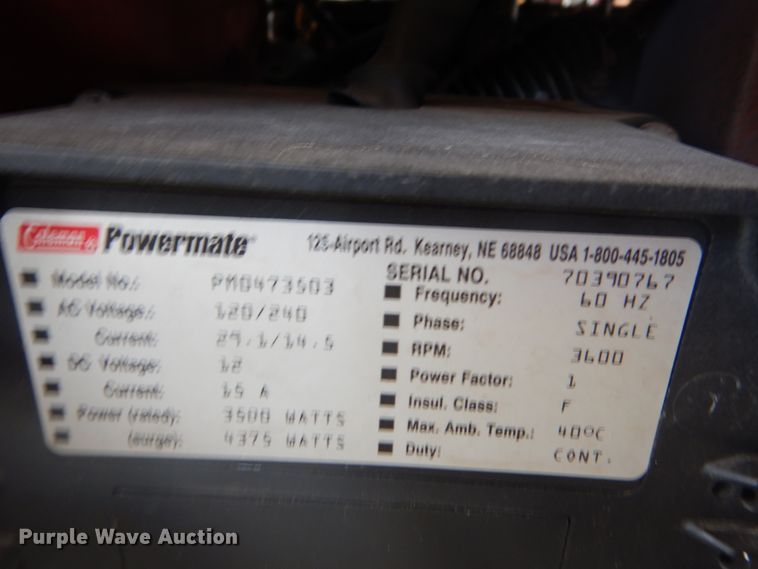 Coleman Powermate 125-Airport Rd. Kearney, NE 68848 USA 1-800-445-1805
Model No.: PM0473503
AC Voltage: 120/240
Current: 29.1/14.5
DC Voltage: 12
Current: 15 A
Power (rated): 3500 WATTS
(surge): 4375 WATTS
SERIAL NO. 70390767
Frequency: 60 HZ
Phase: SINGLE
RPM: 3600
Power Factor: 1
Insul. Class: F
Max. Amb. Temp.: 40°C
Duty: CONT.
Purple Wave Auction